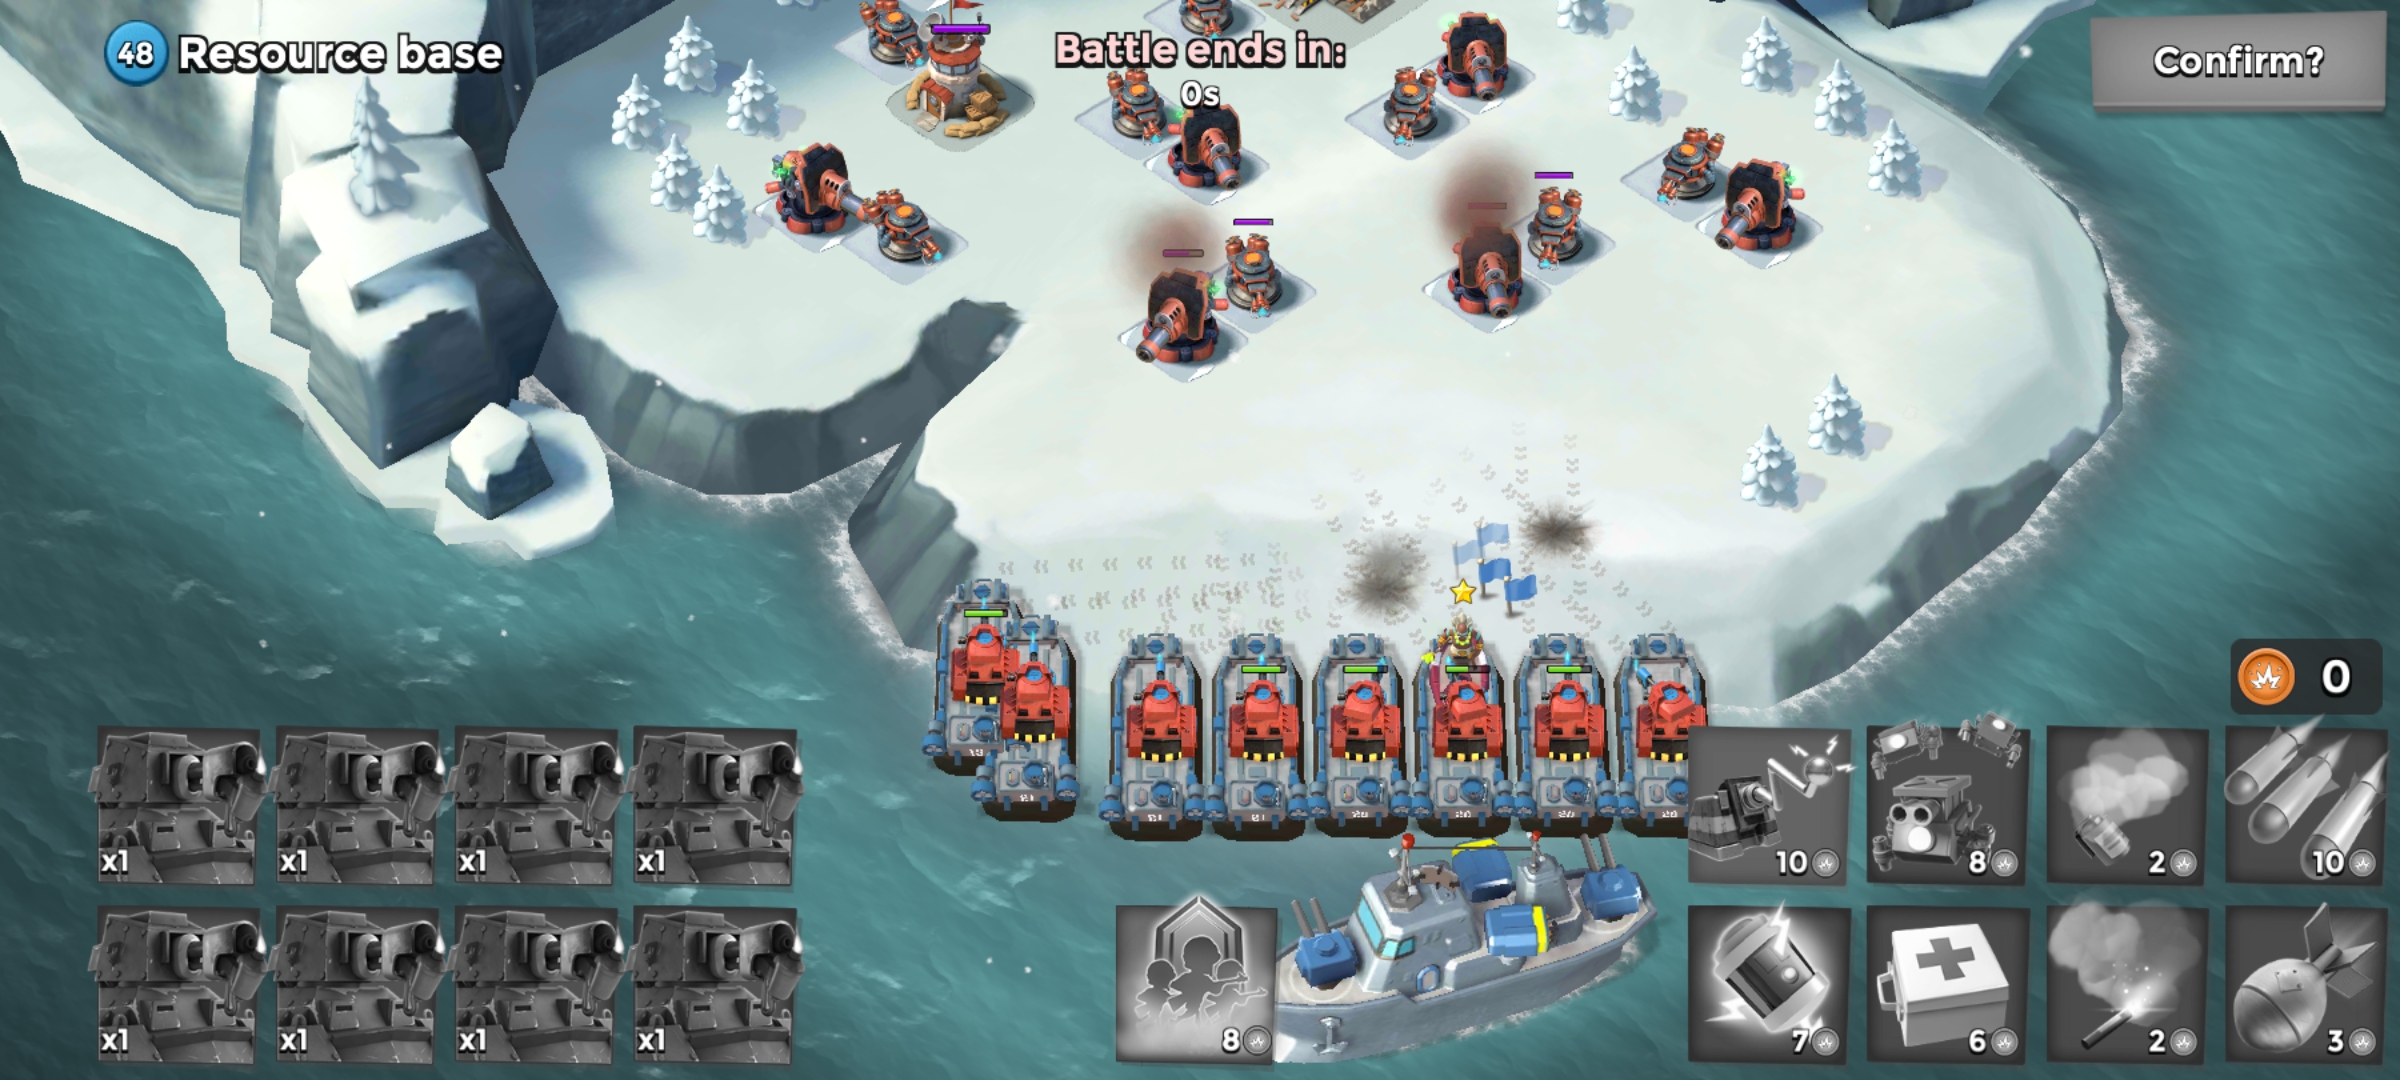 48 Resource base
Battle ends in:
0s
Confirm?
0
x1 x1 x1 x1
10 8 2 10
x1 x1 x1 x1
8 7 6 2 3